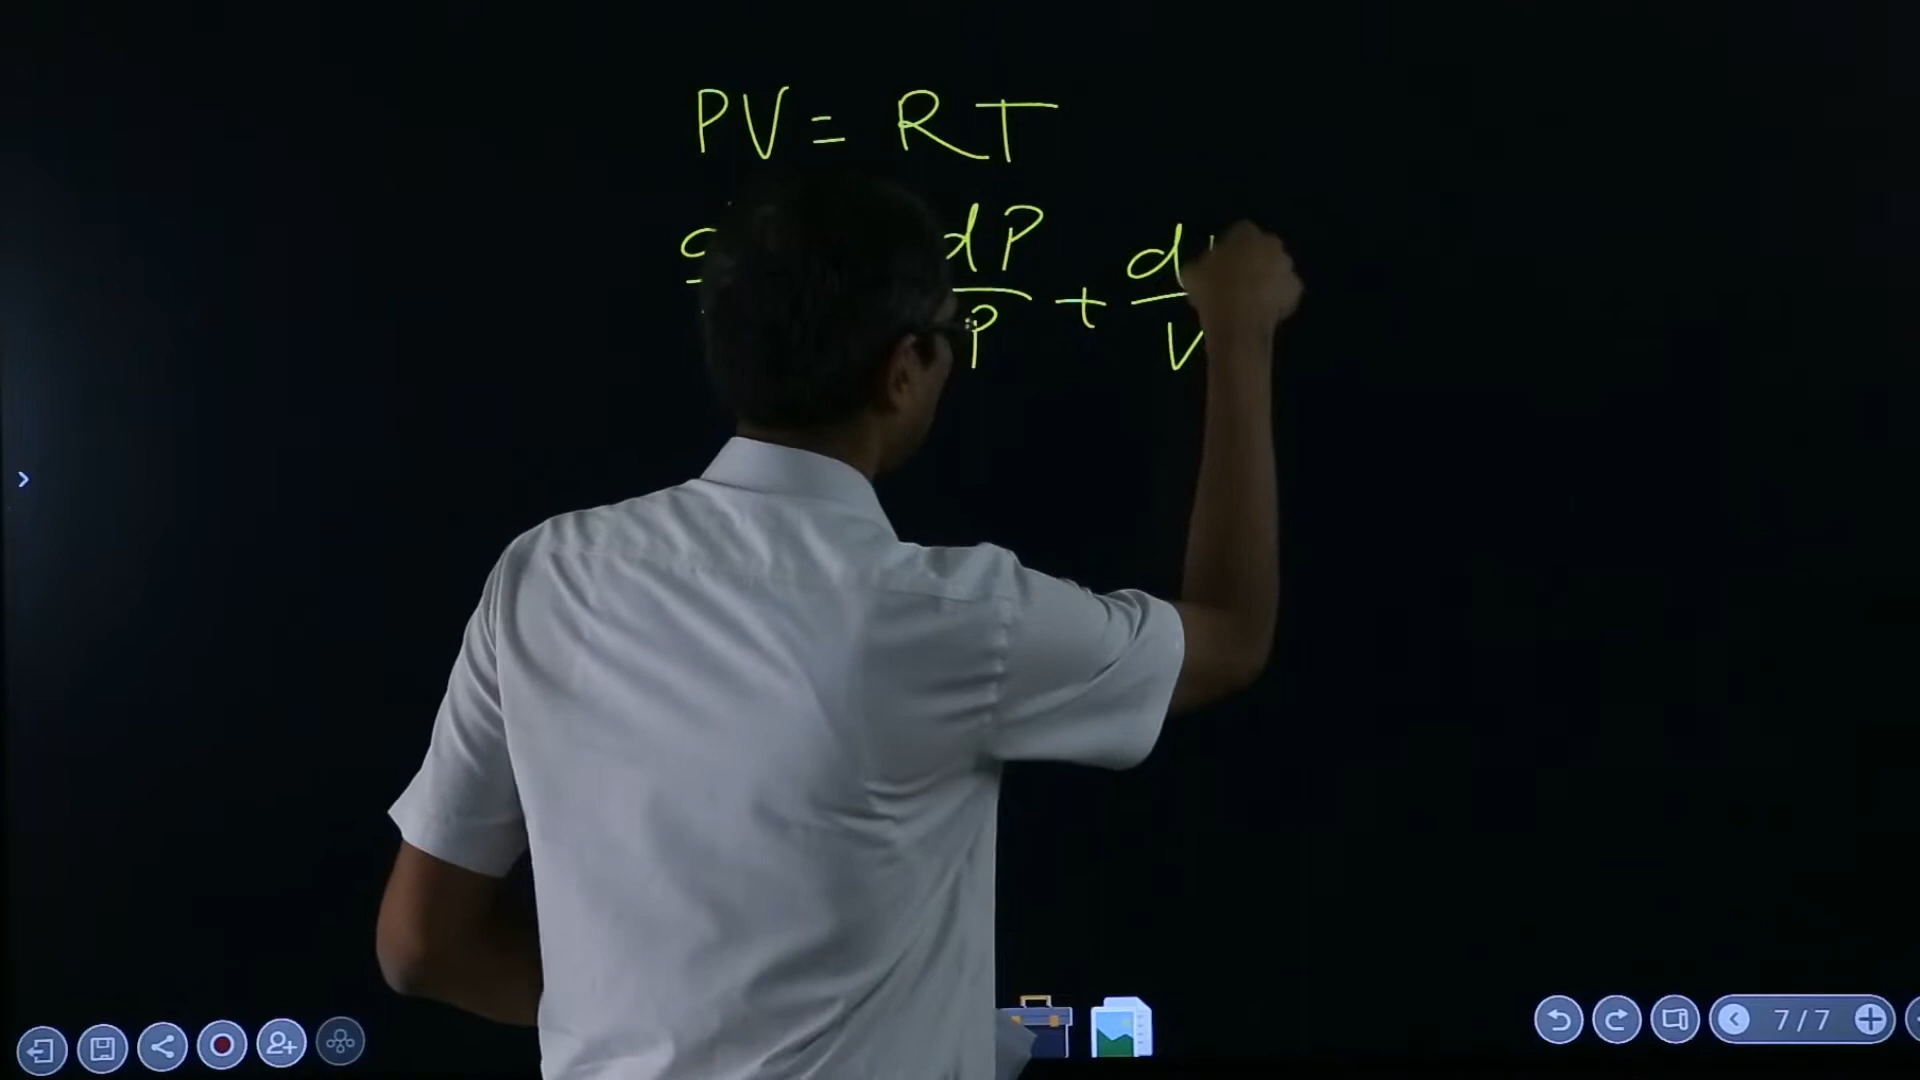 PV = RT
d dP/P + d/V
7/7